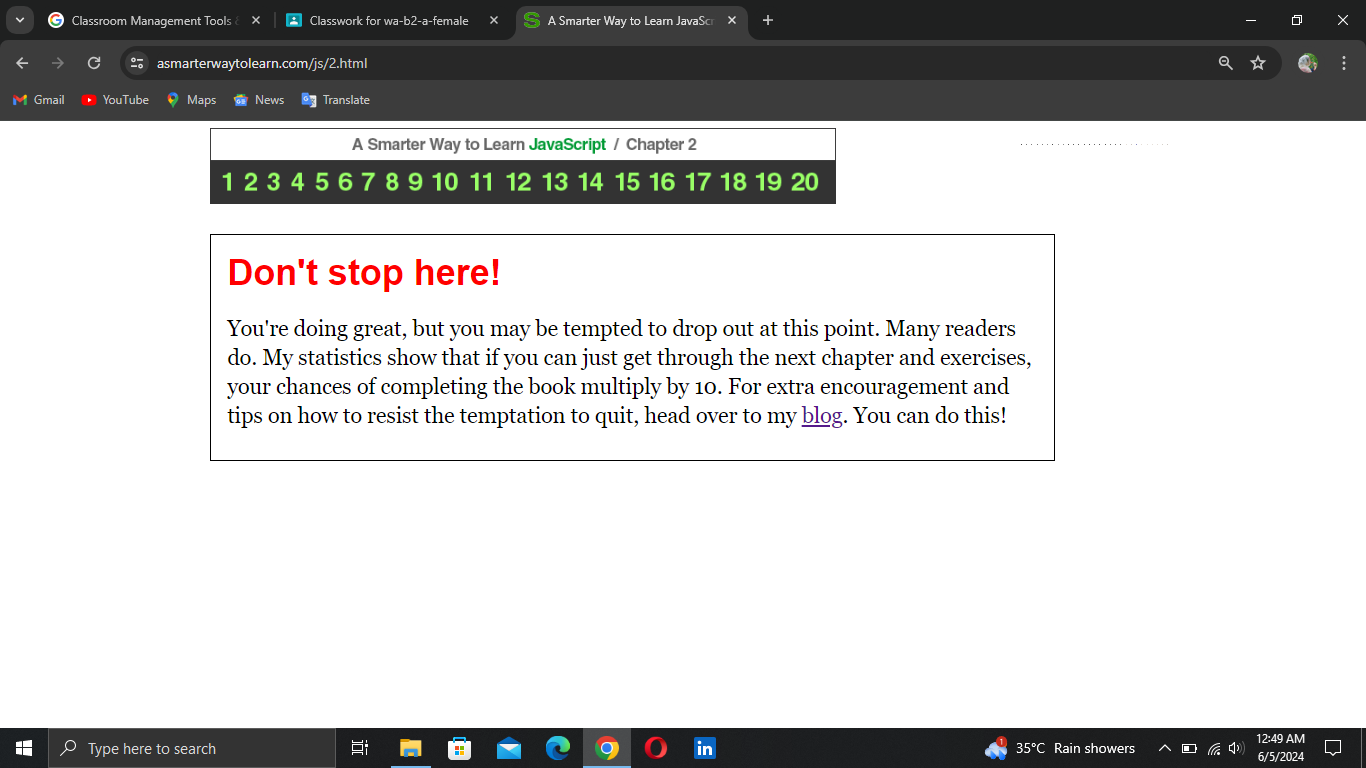 Classroom Management Tools &
Classwork for wa-b2-a-female
A Smarter Way to Learn JavaScr
asmarterwaytolearn.com/js/2.html
Gmail YouTube Maps News Translate
A Smarter Way to Learn JavaScript / Chapter 2
1 2 3 4 5 6 7 8 9 10 11 12 13 14 15 16 17 18 19 20
Don't stop here!
You're doing great, but you may be tempted to drop out at this point. Many readers
do. My statistics show that if you can just get through the next chapter and exercises,
your chances of completing the book multiply by 10. For extra encouragement and
tips on how to resist the temptation to quit, head over to my blog. You can do this!
Type here to search
1
35°C Rain showers
12:49 AM
6/5/2024